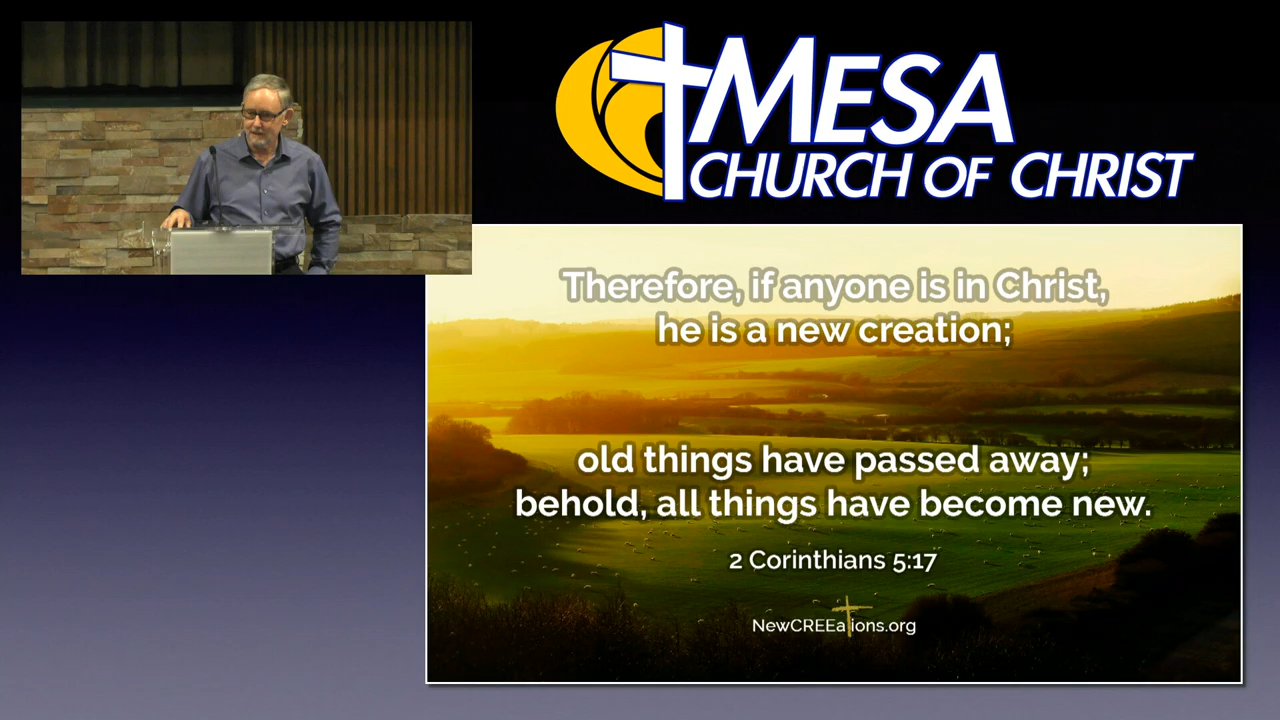 MESA
CHURCH OF CHRIST
Therefore, if anyone is in Christ,
he is a new creation;
old things have passed away;
behold, all things have become new.
2 Corinthians 5:17
NewCREEations.org